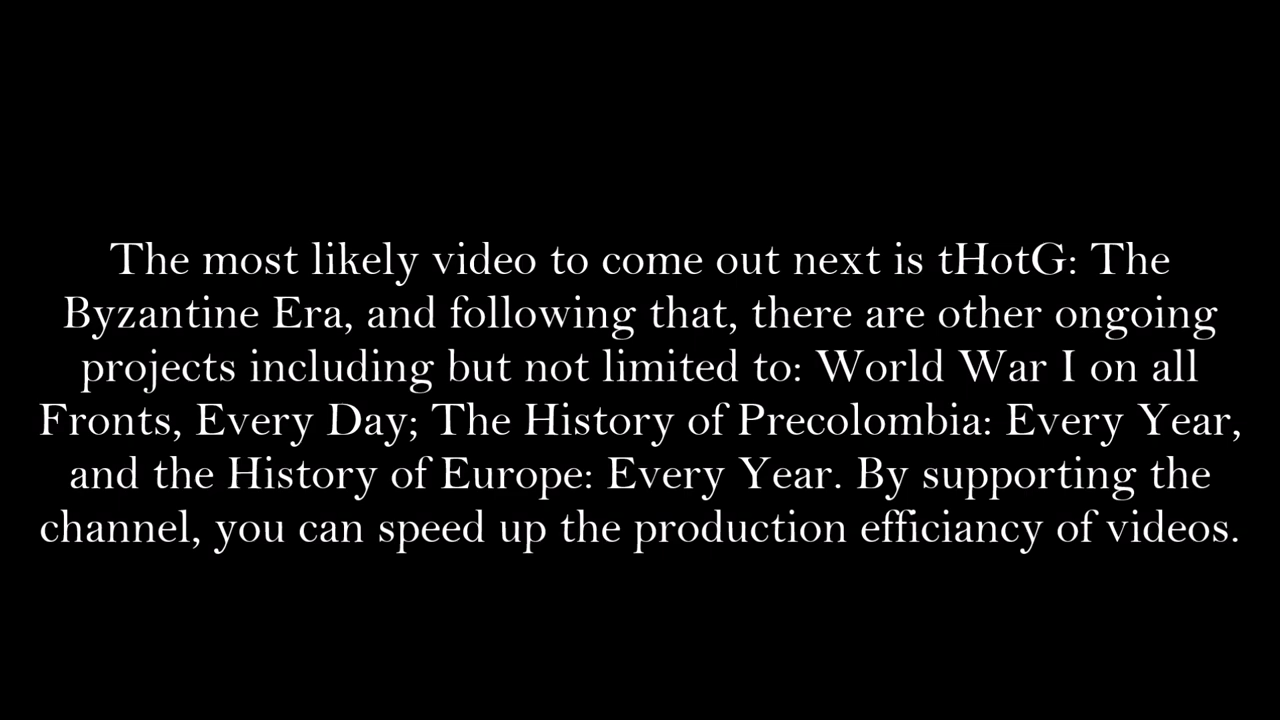 The most likely video to come out next is tHotG: The
Byzantine Era, and following that, there are other ongoing
projects including but not limited to: World War I on all
Fronts, Every Day; The History of Precolombia: Every Year,
and the History of Europe: Every Year. By supporting the
channel, you can speed up the production efficiancy of videos.